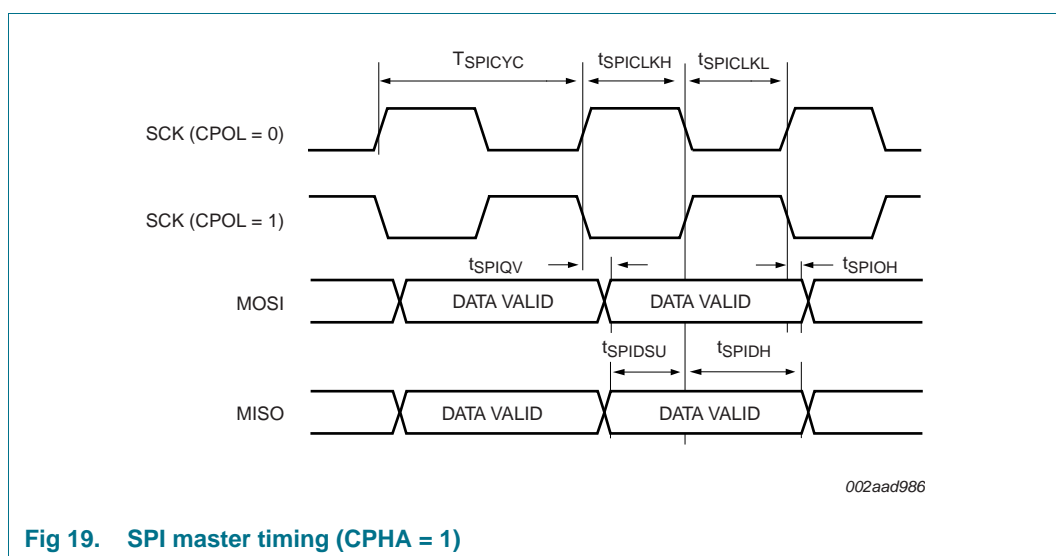 TSPICYC tSPICLKH tSPICLKL
SCK (CPOL = 0)
SCK (CPOL = 1)
tSPIQV tSPIOH
MOSI DATA VALID DATA VALID
tSPIDSU tSPIDH
MISO DATA VALID DATA VALID
002aad986
Fig 19. SPI master timing (CPHA = 1)